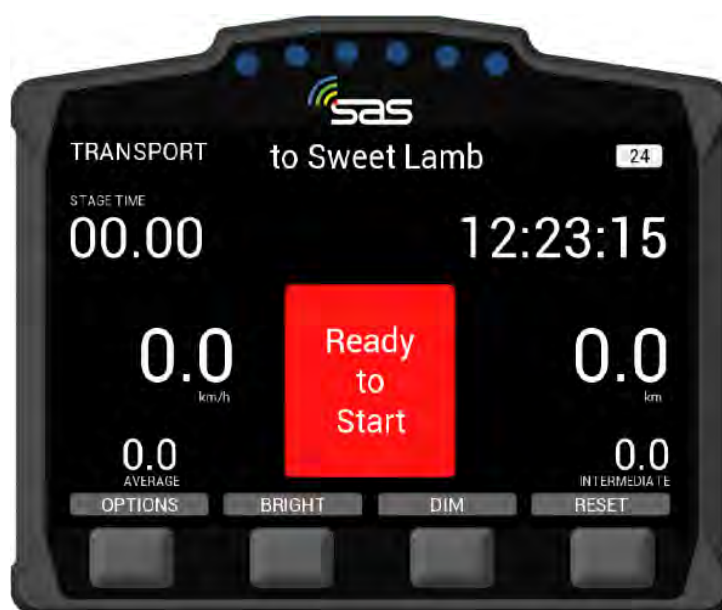 sas
TRANSPORT to Sweet Lamb 24
STAGE TIME
00.00 12:23:15
Ready
to
Start
0.0
km/h
0.0
km
0.0
AVERAGE
0.0
INTERMEDIATE
OPTIONS BRIGHT DIM RESET